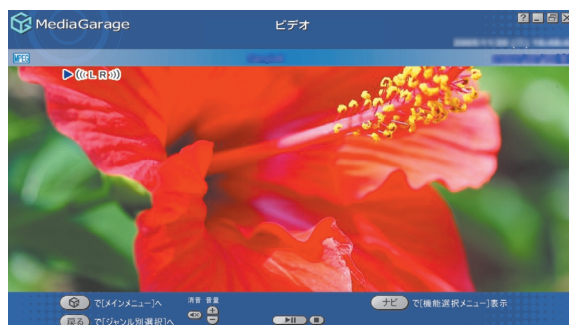 MediaGarage
ビデオ
MPEG
((( L R )))
で[メインメニュー]へ
消音 音量
ナビ で[機能選択メニュー]表示
戻る で[ジャンル別選択]へ